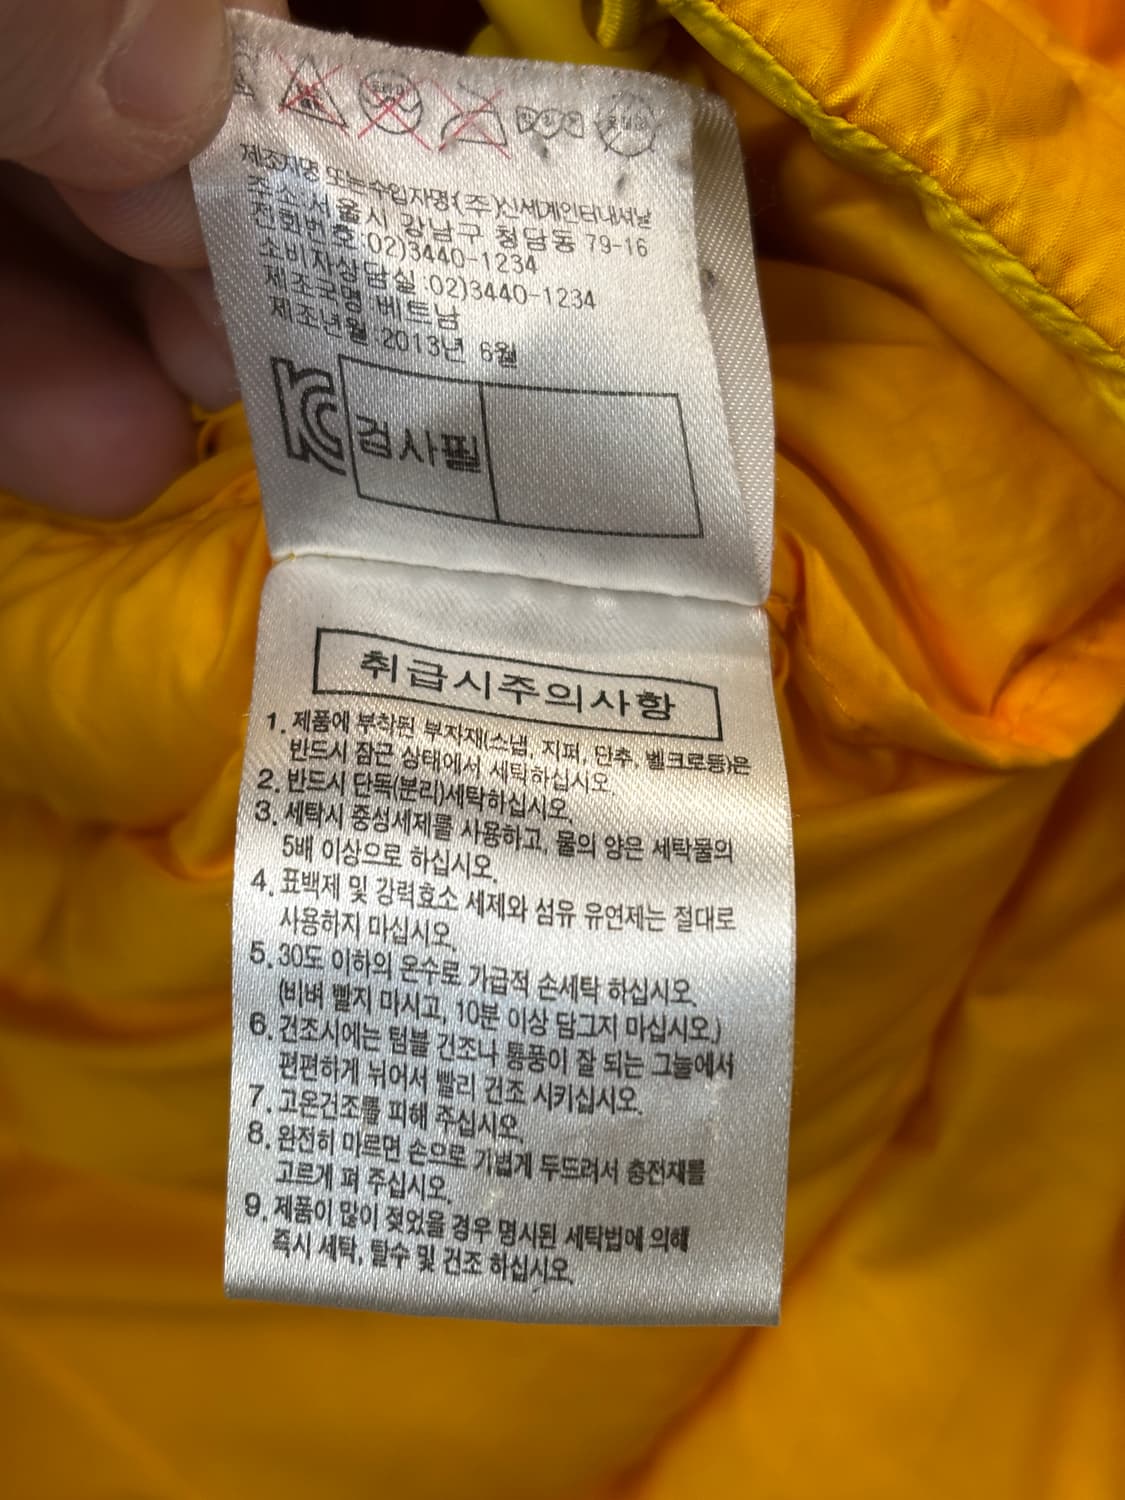 제조자명 또는 수입자명(주)신세계인터내셔날
주소:서울시 강남구 청담동 79-16
전화번호:02)3440-1234
소비자상담실:02)3440-1234
제조국명:베트남
제조년월:2013년 6월
KC 검사필
취급시주의사항
1. 제품에 부착된 부자재(스냅, 지퍼, 단추, 벨크로등)은
반드시 잠근 상태에서 세탁하십시오.
2. 반드시 단독(분리)세탁하십시오.
3. 세탁시 중성세제를 사용하고, 물의 양은 세탁물의
5배 이상으로 하십시오.
4. 표백제 및 강력효소 세제와 섬유 유연제는 절대로
사용하지 마십시오.
5. 30도 이하의 온수로 가급적 손세탁 하십시오.
(비벼 빨지 마시고, 10분 이상 담그지 마십시오.)
6. 건조시에는 텀블 건조나 통풍이 잘 되는 그늘에서
편편하게 뉘어서 빨리 건조 시키십시오.
7. 고온건조를 피해 주십시오.
8. 완전히 마르면 손으로 가볍게 두드려서 충전재를
고르게 펴 주십시오.
9. 제품이 많이 젖었을 경우 명시된 세탁법에 의해
즉시 세탁, 탈수 및 건조 하십시오.